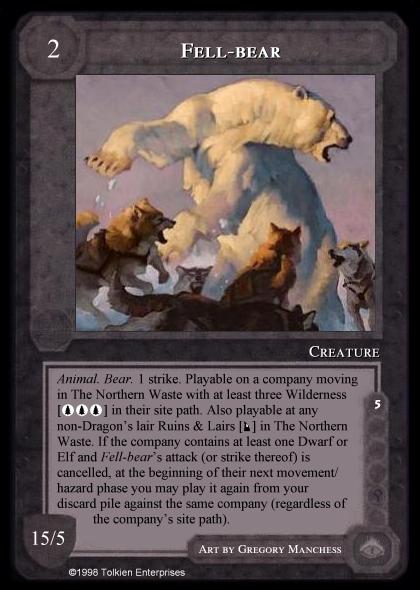 2
Fell-bear
Creature
Animal. Bear. 1 strike. Playable on a company moving
in The Northern Waste with at least three Wilderness
[] in their site path. Also playable at any
non-Dragon's lair Ruins & Lairs [] in The Northern
Waste. If the company contains at least one Dwarf or
Elf and Fell-bear's attack (or strike thereof) is
cancelled, at the beginning of their next movement/
hazard phase you may play it again from your
discard pile against the same company (regardless of
the company's site path).
5
15/5
Art by Gregory Manchess
©1998 Tolkien Enterprises